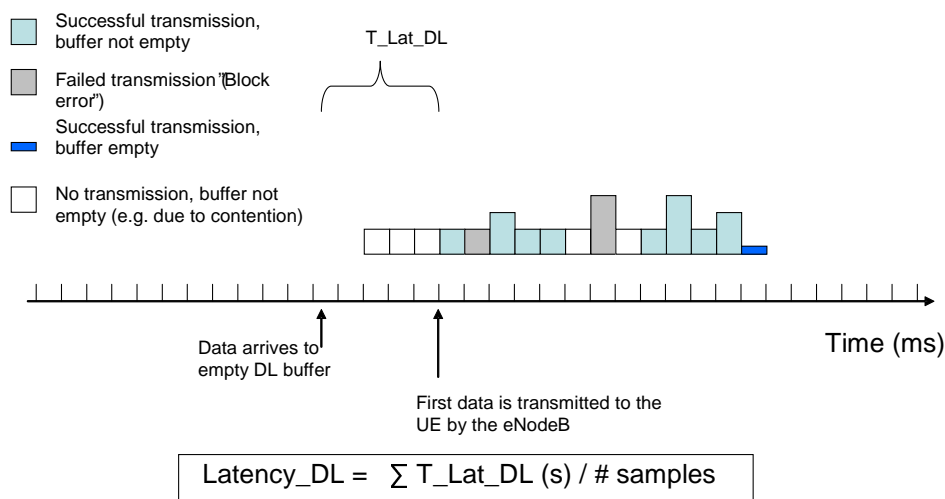 Successful transmission,
buffer not empty
Failed transmission ”(Block
error”)
Successful transmission,
buffer empty
No transmission, buffer not
empty (e.g. due to contention)
T_Lat_DL
Time (ms)
Data arrives to
empty DL buffer
First data is transmitted to the
UE by the eNodeB
Latency_DL = ∑ T_Lat_DL (s) / # samples